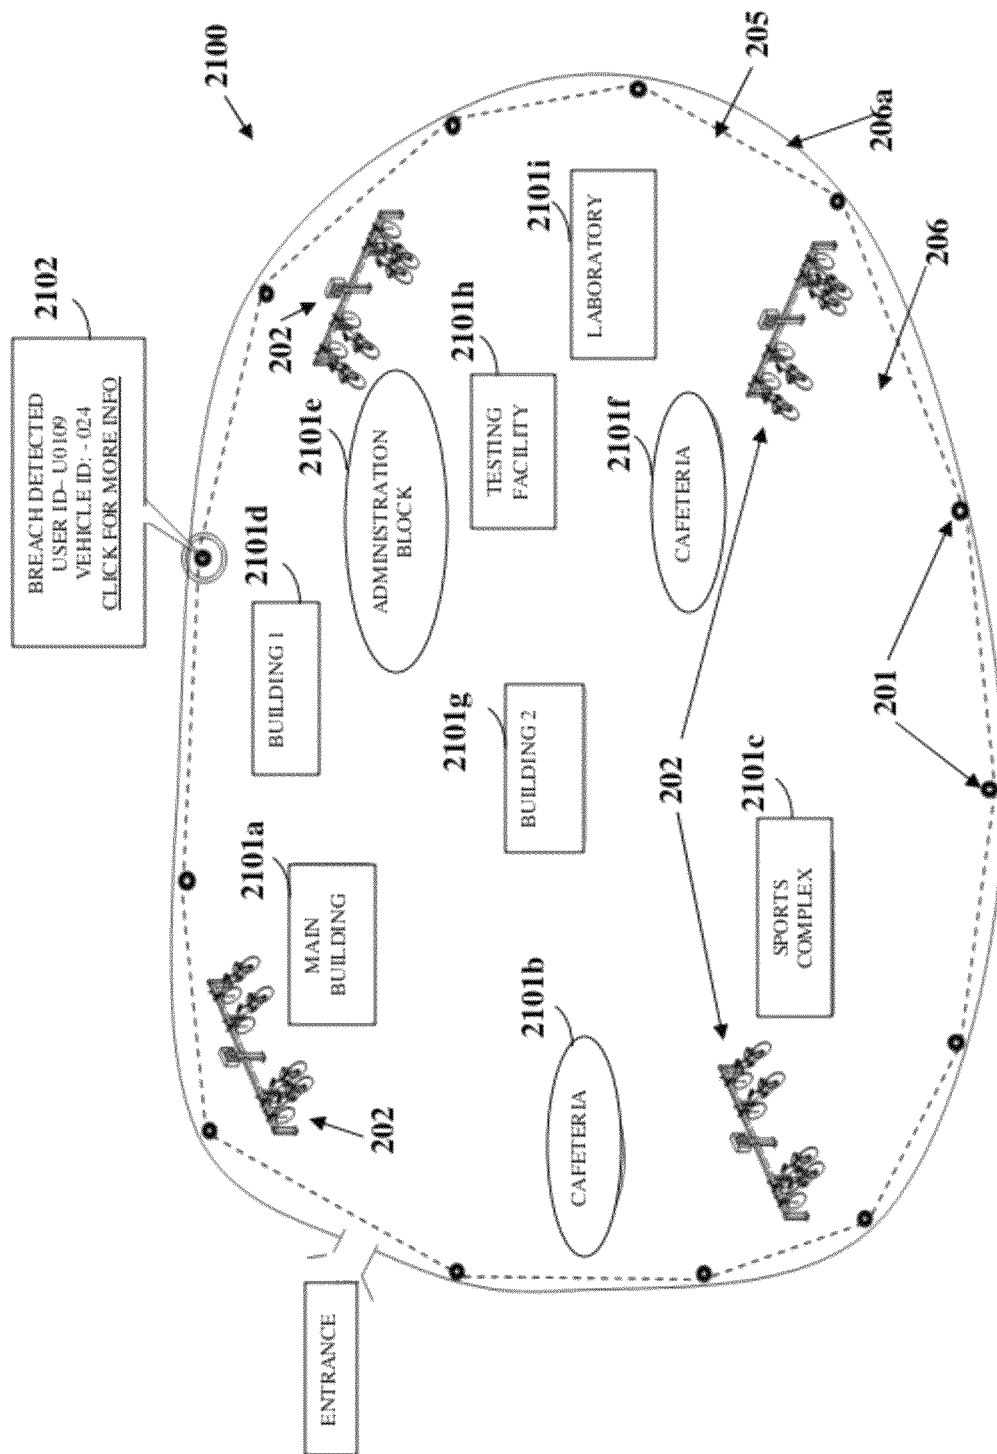 2100
2102
BREACH DETECTED
USER ID– U0109
VEHICLE ID: - 024
CLICK FOR MORE INFO
205
206a
206
202
2101i
LABORATORY
2101h
TESTING
FACILITY
2101e
ADMINISTRATION
BLOCK
2101f
CAFETERIA
2101d
BUILDING 1
2101g
BUILDING 2
201
202
2101c
SPORTS
COMPLEX
2101a
MAIN
BUILDING
2101b
CAFETERIA
202
ENTRANCE